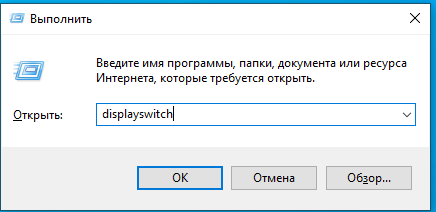 Выполнить
Введите имя программы, папки, документа или ресурса
Интернета, которые требуется открыть.
Открыть: displayswitch
OK Отмена Обзор...